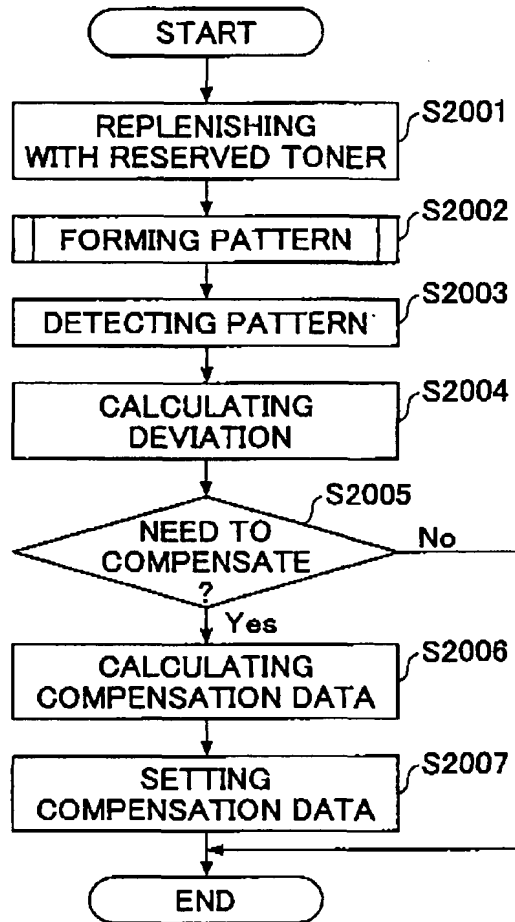 START
REPLENISHING
WITH RESERVED TONER
S2001
FORMING PATTERN
S2002
DETECTING PATTERN
S2003
CALCULATING
DEVIATION
S2004
NEED TO
COMPENSATE
?
S2005
No
Yes
CALCULATING
COMPENSATION DATA
S2006
SETTING
COMPENSATION DATA
S2007
END